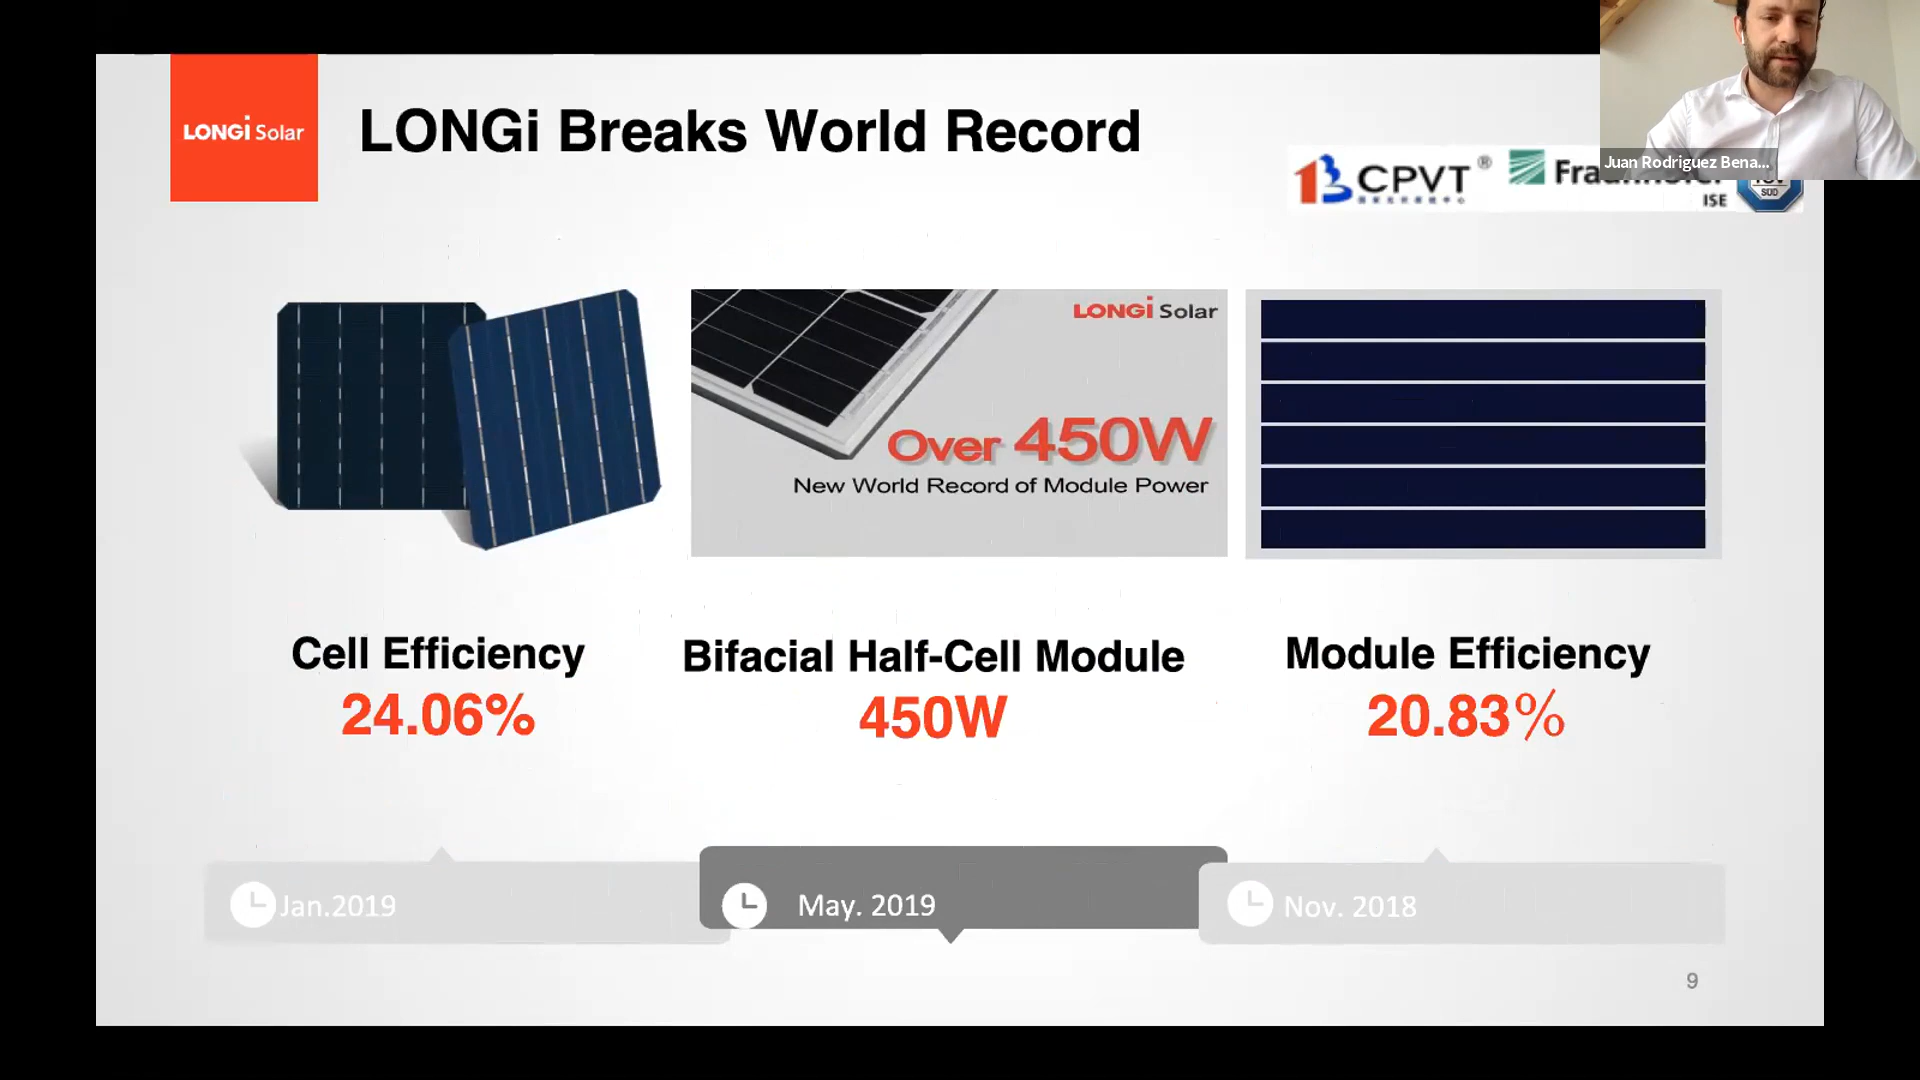 LONGi Solar
LONGi Breaks World Record
CPVT ®
ISE
SUD
Juan Rodriguez Bena...
LONGi Solar
Over 450W
New World Record of Module Power
Cell Efficiency
24.06%
Bifacial Half-Cell Module
450W
Module Efficiency
20.83%
Jan.2019
May. 2019
Nov. 2018
9